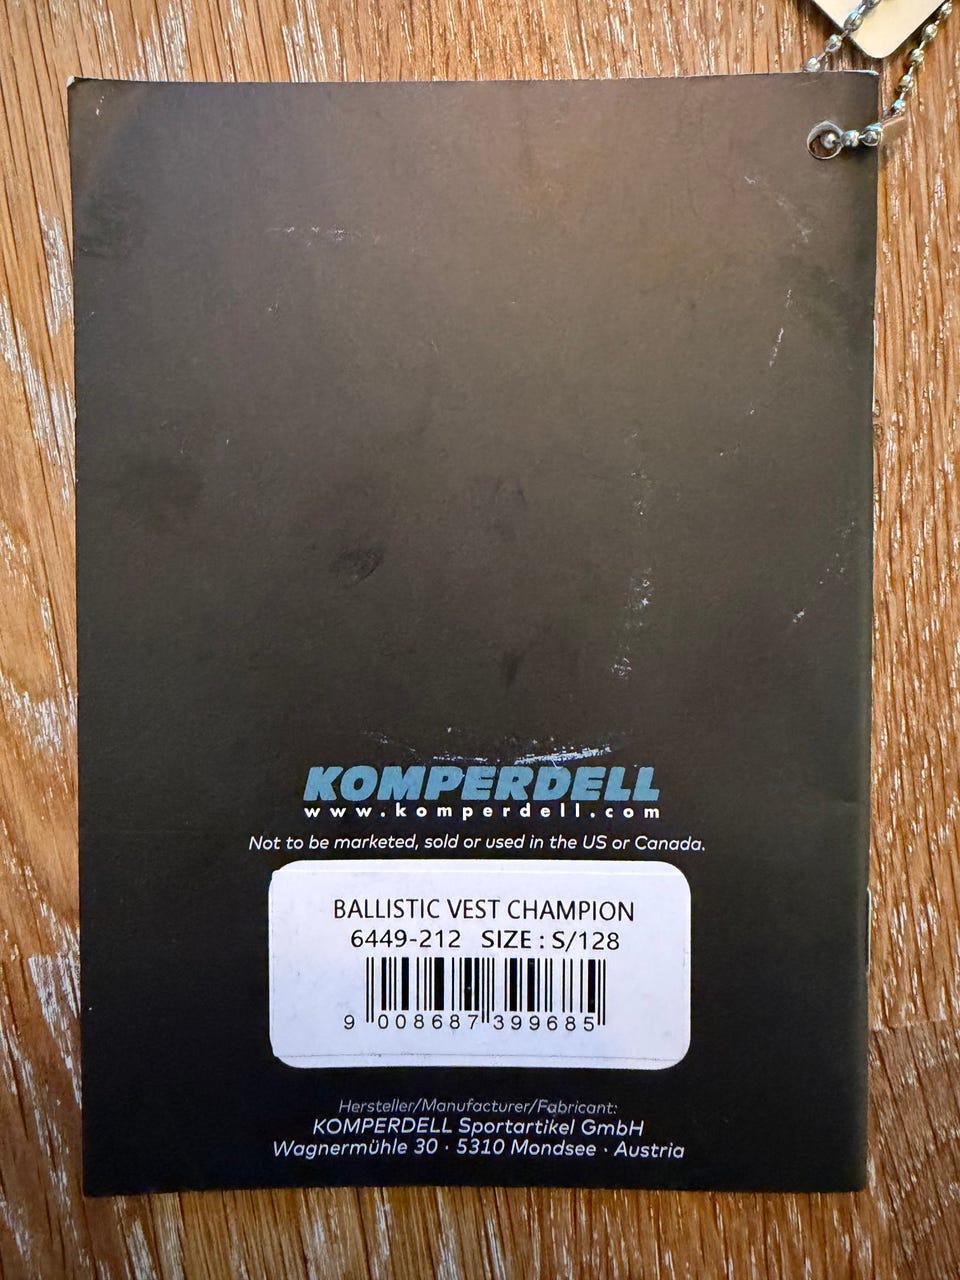 KOMPERDELL
www.komperdell.com
Not to be marketed, sold or used in the US or Canada.
BALLISTIC VEST CHAMPION
6449-212 SIZE : S/128
9 008687 399685
Hersteller/Manufacturer/Fabricant:
KOMPERDELL Sportartikel GmbH
Wagnermühle 30 · 5310 Mondsee · Austria